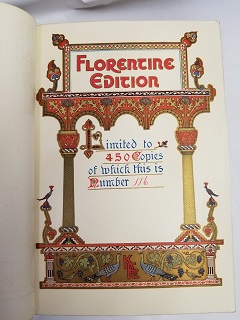 FLORENTINE
EDITION
Limited to
450 Copies
of which this is
Number 116